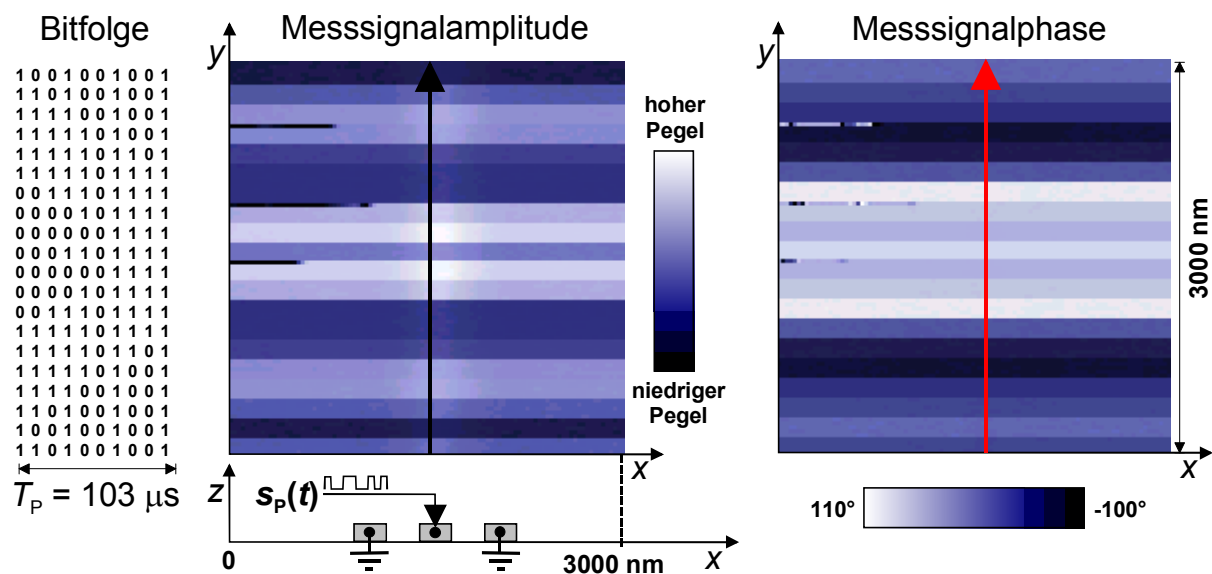 Bitfolge
Messsignalamplitude
Messsignalphase
y
y
1 0 0 1 0 0 1 0 0 1
1 1 0 1 0 0 1 0 0 1
1 1 1 1 0 0 1 0 0 1
1 1 1 1 1 0 1 0 0 1
1 1 1 1 1 0 1 1 0 1
1 1 1 1 1 0 1 1 1 1
0 0 1 1 1 0 1 1 1 1
0 0 0 0 1 0 1 1 1 1
0 0 0 0 0 0 1 1 1 1
0 0 0 0 0 0 0 1 1 1
0 0 0 0 0 0 1 1 1 1
0 0 0 0 1 0 1 1 1 1
0 0 1 1 1 0 1 1 1 1
1 1 1 1 1 0 1 1 1 1
1 1 1 1 1 0 1 1 0 1
1 1 1 1 1 0 1 0 0 1
1 1 1 1 0 0 1 0 0 1
1 1 0 1 0 0 1 0 0 1
1 0 0 1 0 0 1 0 0 1
1 1 0 1 0 0 1 0 0 1
hoher
Pegel
niedriger
Pegel
3000 nm
x
x
T_P = 103 µs
z
s_P(t)
0
3000 nm
x
110°
-100°